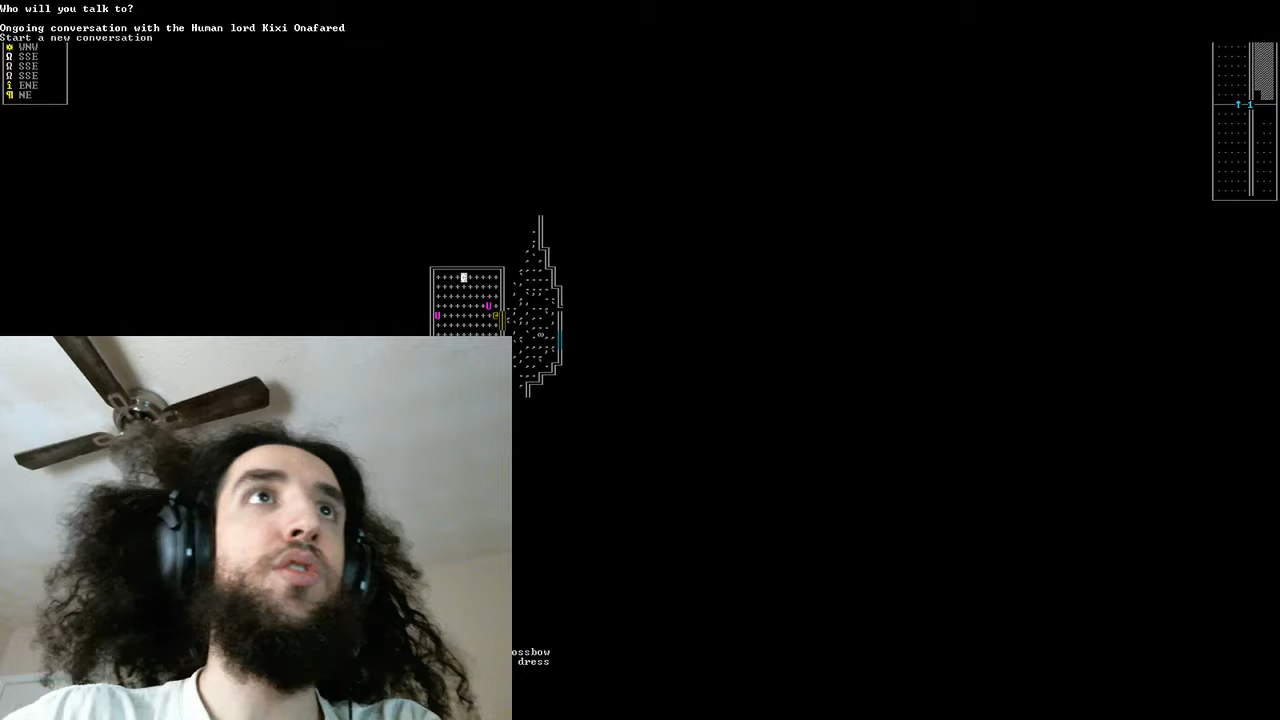 Who will you talk to?
Ongoing conversation with the Human lord Kixi Onafared
Start a new conversation
WNW
SSE
SSE
SSE
ENE
NE
ossbow
dress